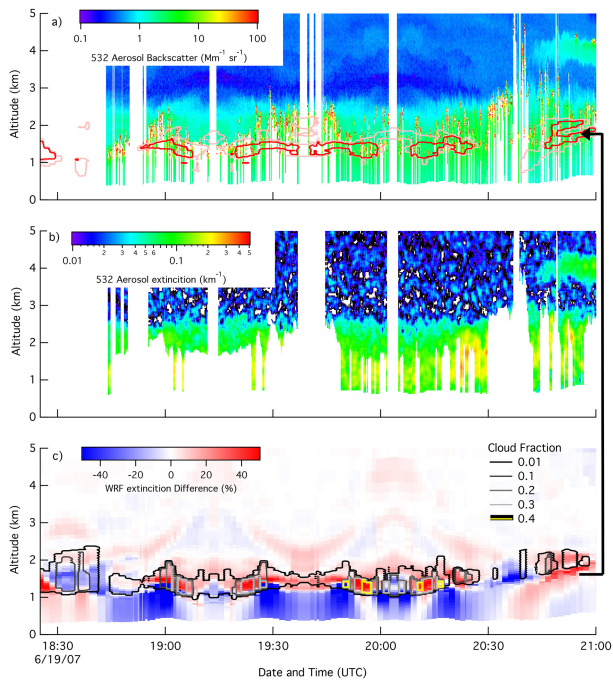 a)
0.1 1 10 100
532 Aerosol Backscatter (Mm⁻¹ sr⁻¹)
Altitude (km)
5
4
3
2
1
0
b)
0.01 2 3 4 5 6 0.1 2 3 4 5
532 Aerosol extincition (km⁻¹)
Altitude (km)
5
4
3
2
1
0
c)
-40 -20 0 20 40
WRF extinction Difference (%)
Cloud Fraction
0.01
0.1
0.2
0.3
0.4
Altitude (km)
5
4
3
2
1
0
18:30 19:00 19:30 20:00 20:30 21:00
6/19/07
Date and Time (UTC)